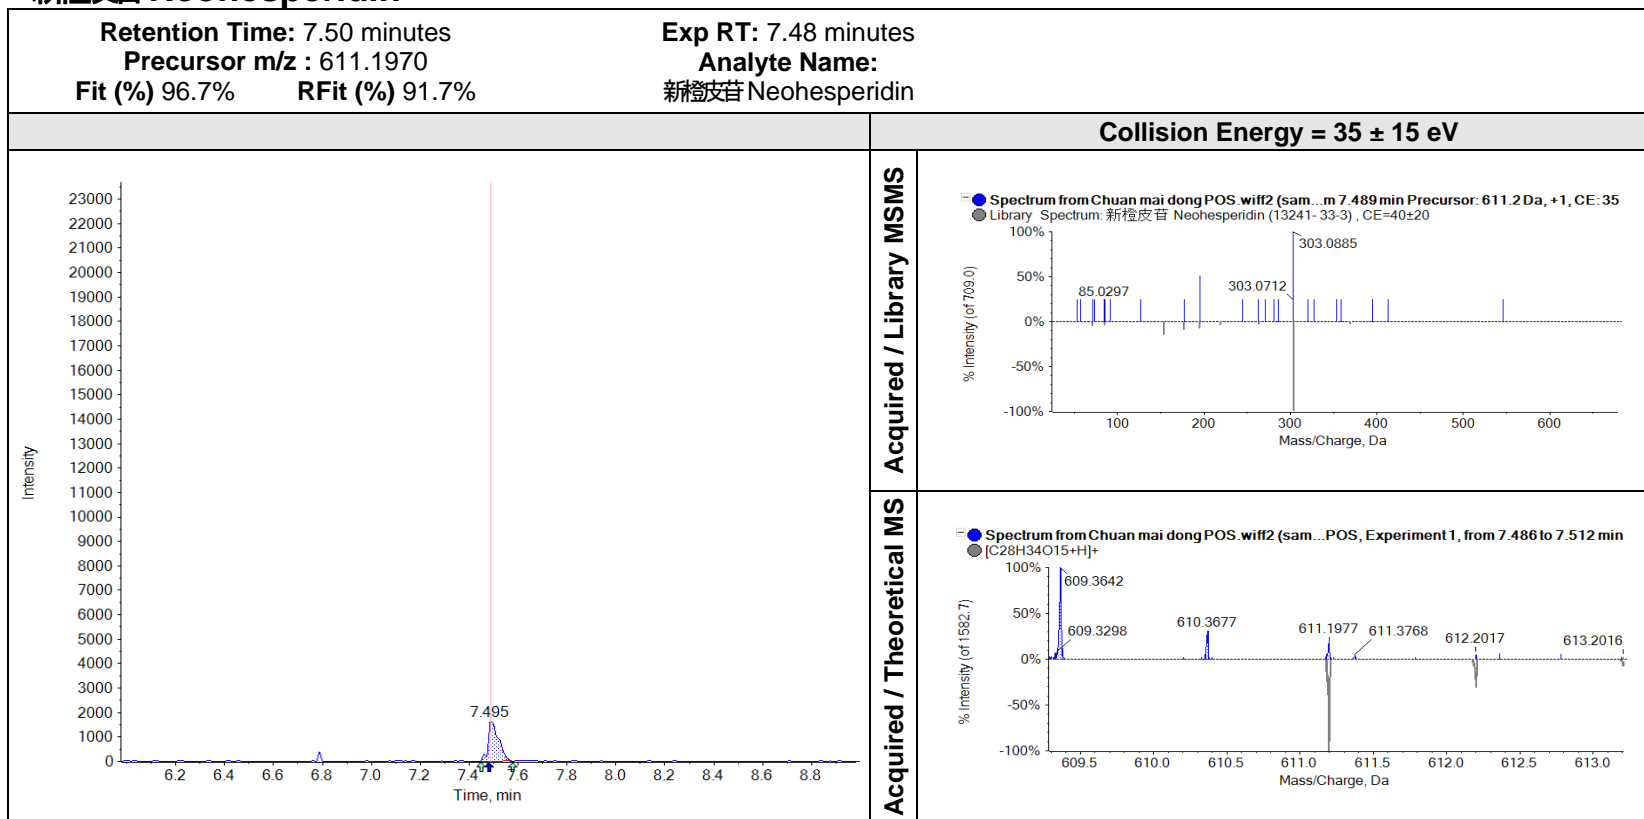 新橙皮苷 Neohesperidin
Retention Time: 7.50 minutes
Exp RT: 7.48 minutes
Precursor m/z : 611.1970
Analyte Name:
Fit (%) 96.7% RFit (%) 91.7%
新橙皮苷 Neohesperidin
Collision Energy = 35 ± 15 eV
Intensity
23000
22000
21000
20000
19000
18000
17000
16000
15000
14000
13000
12000
11000
10000
9000
8000
7000
6000
5000
4000
3000
2000
1000
0
7.495
6.2 6.4 6.6 6.8 7.0 7.2 7.4 7.6 7.8 8.0 8.2 8.4 8.6 8.8
Time, min
Acquired / Library MSMS
Spectrum from Chuan mai dong POS.wiff2 (sam...m 7.489 min Precursor: 611.2 Da, +1, CE: 35
Library Spectrum: 新橙皮苷 Neohesperidin (13241- 33-3) , CE=40±20
% Intensity (of 709.0)
100%
50%
0%
-50%
-100%
303.0885
303.0712
85.0297
100 200 300 400 500 600
Mass/Charge, Da
Acquired / Theoretical MS
Spectrum from Chuan mai dong POS.wiff2 (sam...POS, Experiment 1, from 7.486 to 7.512 min
[C28H34O15+H]+
% Intensity (of 1582.7)
100%
50%
0%
-50%
-100%
609.3642
609.3298
610.3677
611.1977
611.3768
612.2017
613.2016
609.5 610.0 610.5 611.0 611.5 612.0 612.5 613.0
Mass/Charge, Da